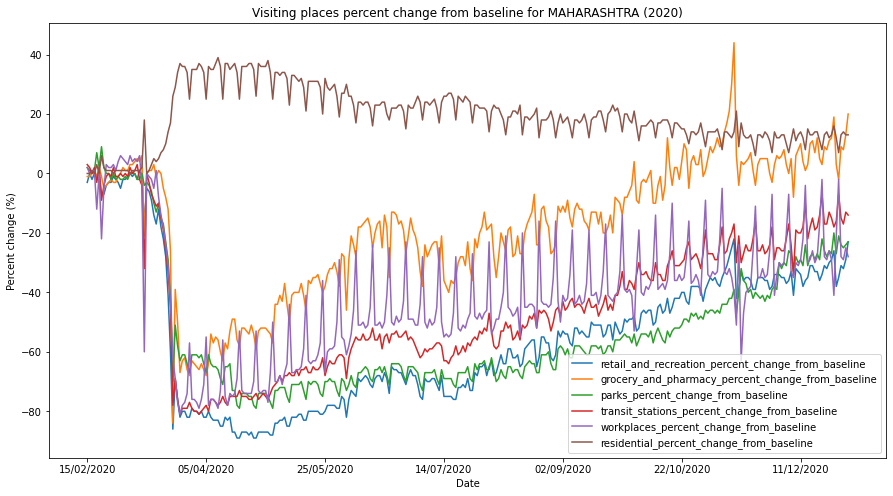 Visiting places percent change from baseline for MAHARASHTRA (2020)
Percent change (%)
40
20
0
−20
−40
−60
−80
retail_and_recreation_percent_change_from_baseline
grocery_and_pharmacy_percent_change_from_baseline
parks_percent_change_from_baseline
transit_stations_percent_change_from_baseline
workplaces_percent_change_from_baseline
residential_percent_change_from_baseline
15/02/2020 05/04/2020 25/05/2020 14/07/2020 02/09/2020 22/10/2020 11/12/2020
Date